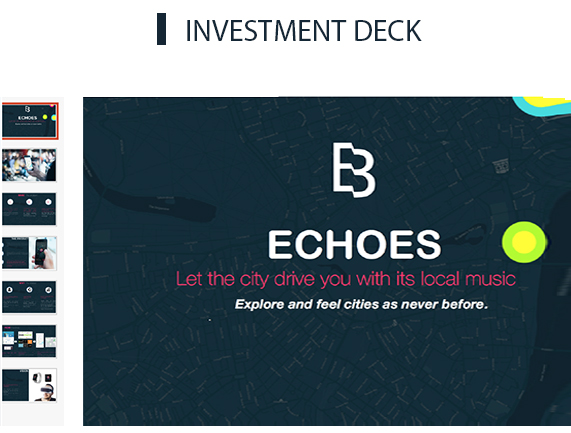 INVESTMENT DECK
ECHOES
Let the city drive you with its local music
Explore and feel cities as never before.
ECHOES